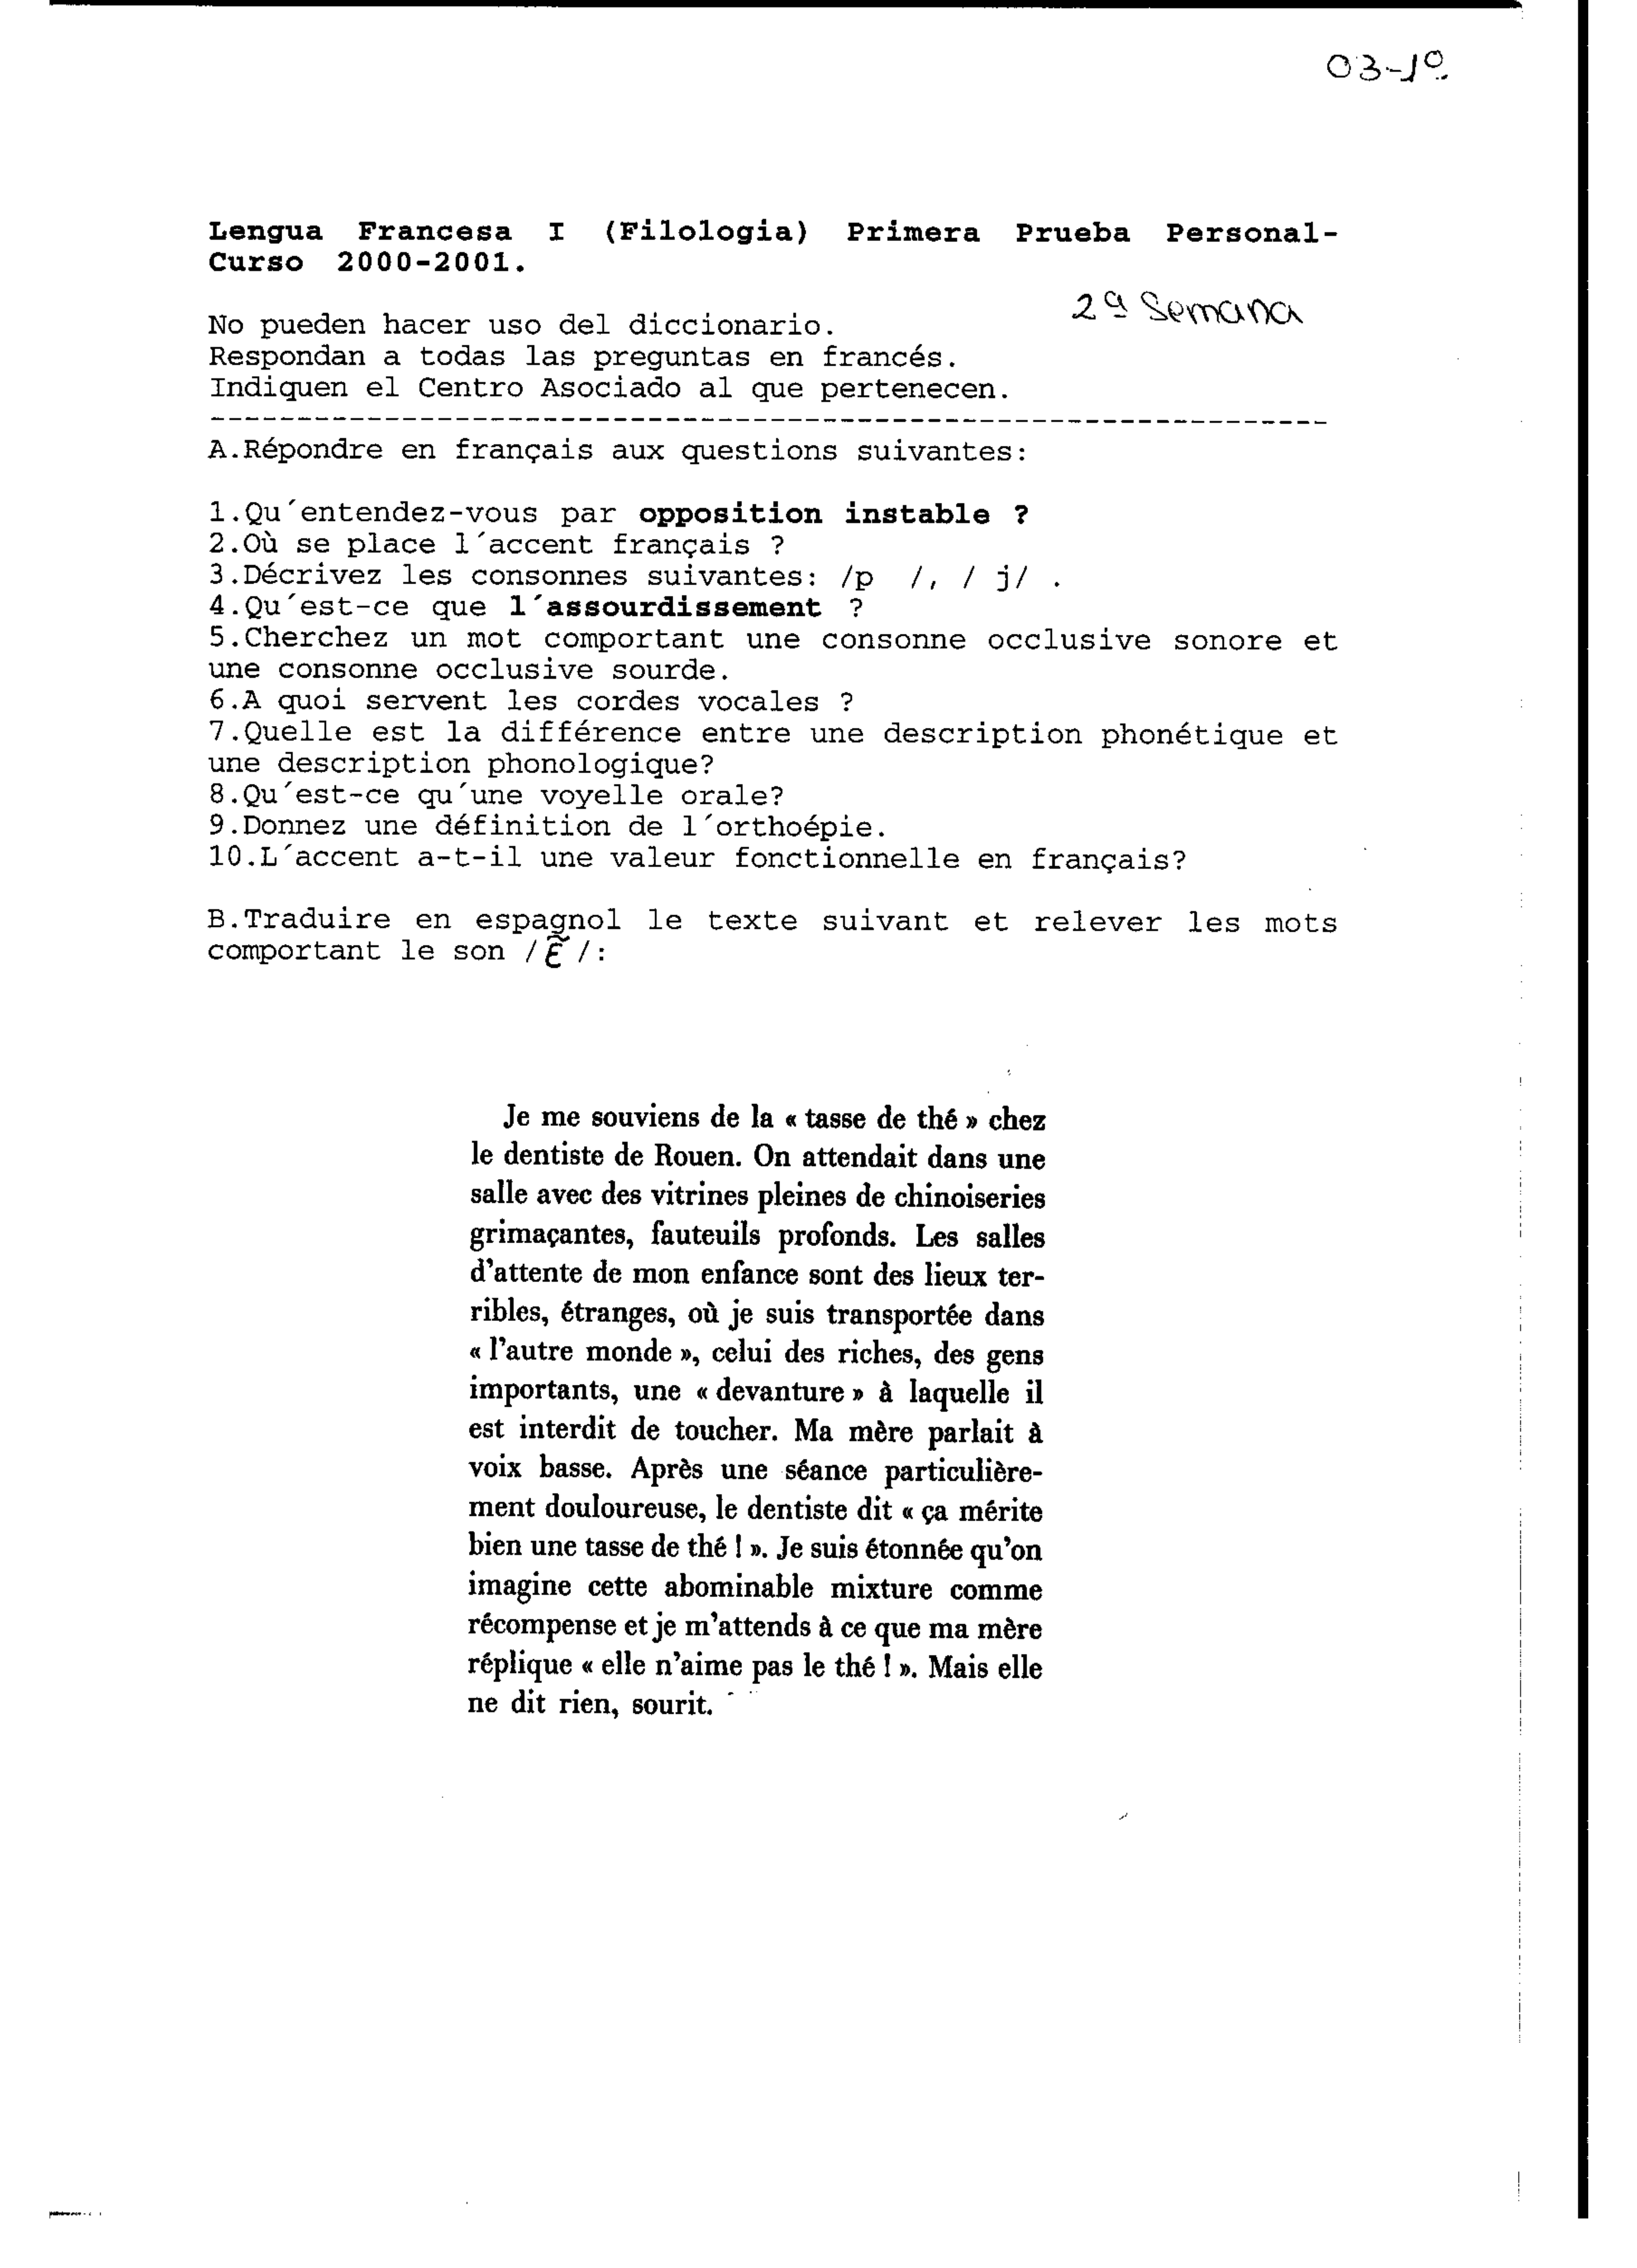 03-1º
Lengua Francesa I (Filologia) Primera Prueba Personal-
Curso 2000-2001.
2ª Semana
No pueden hacer uso del diccionario.
Respondan a todas las preguntas en francés.
Indiquen el Centro Asociado al que pertenecen.
A.Répondre en français aux questions suivantes:
1.Qu´entendez-vous par opposition instable ?
2.Où se place l´accent français ?
3.Décrivez les consonnes suivantes: /p /, / j/ .
4.Qu´est-ce que l´assourdissement ?
5.Cherchez un mot comportant une consonne occlusive sonore et
une consonne occlusive sourde.
6.A quoi servent les cordes vocales ?
7.Quelle est la différence entre une description phonétique et
une description phonologique?
8.Qu´est-ce qu´une voyelle orale?
9.Donnez une définition de l´orthoépie.
10.L´accent a-t-il une valeur fonctionnelle en français?
B.Traduire en espagnol le texte suivant et relever les mots
comportant le son /ɛ̃/:
Je me souviens de la « tasse de thé » chez
le dentiste de Rouen. On attendait dans une
salle avec des vitrines pleines de chinoiseries
grimaçantes, fauteuils profonds. Les salles
d'attente de mon enfance sont des lieux ter-
ribles, étranges, où je suis transportée dans
« l'autre monde », celui des riches, des gens
importants, une « devanture » à laquelle il
est interdit de toucher. Ma mère parlait à
voix basse. Après une séance particulière-
ment douloureuse, le dentiste dit « ça mérite
bien une tasse de thé ! ». Je suis étonnée qu'on
imagine cette abominable mixture comme
récompense et je m'attends à ce que ma mère
réplique « elle n'aime pas le thé ! ». Mais elle
ne dit rien, sourit.